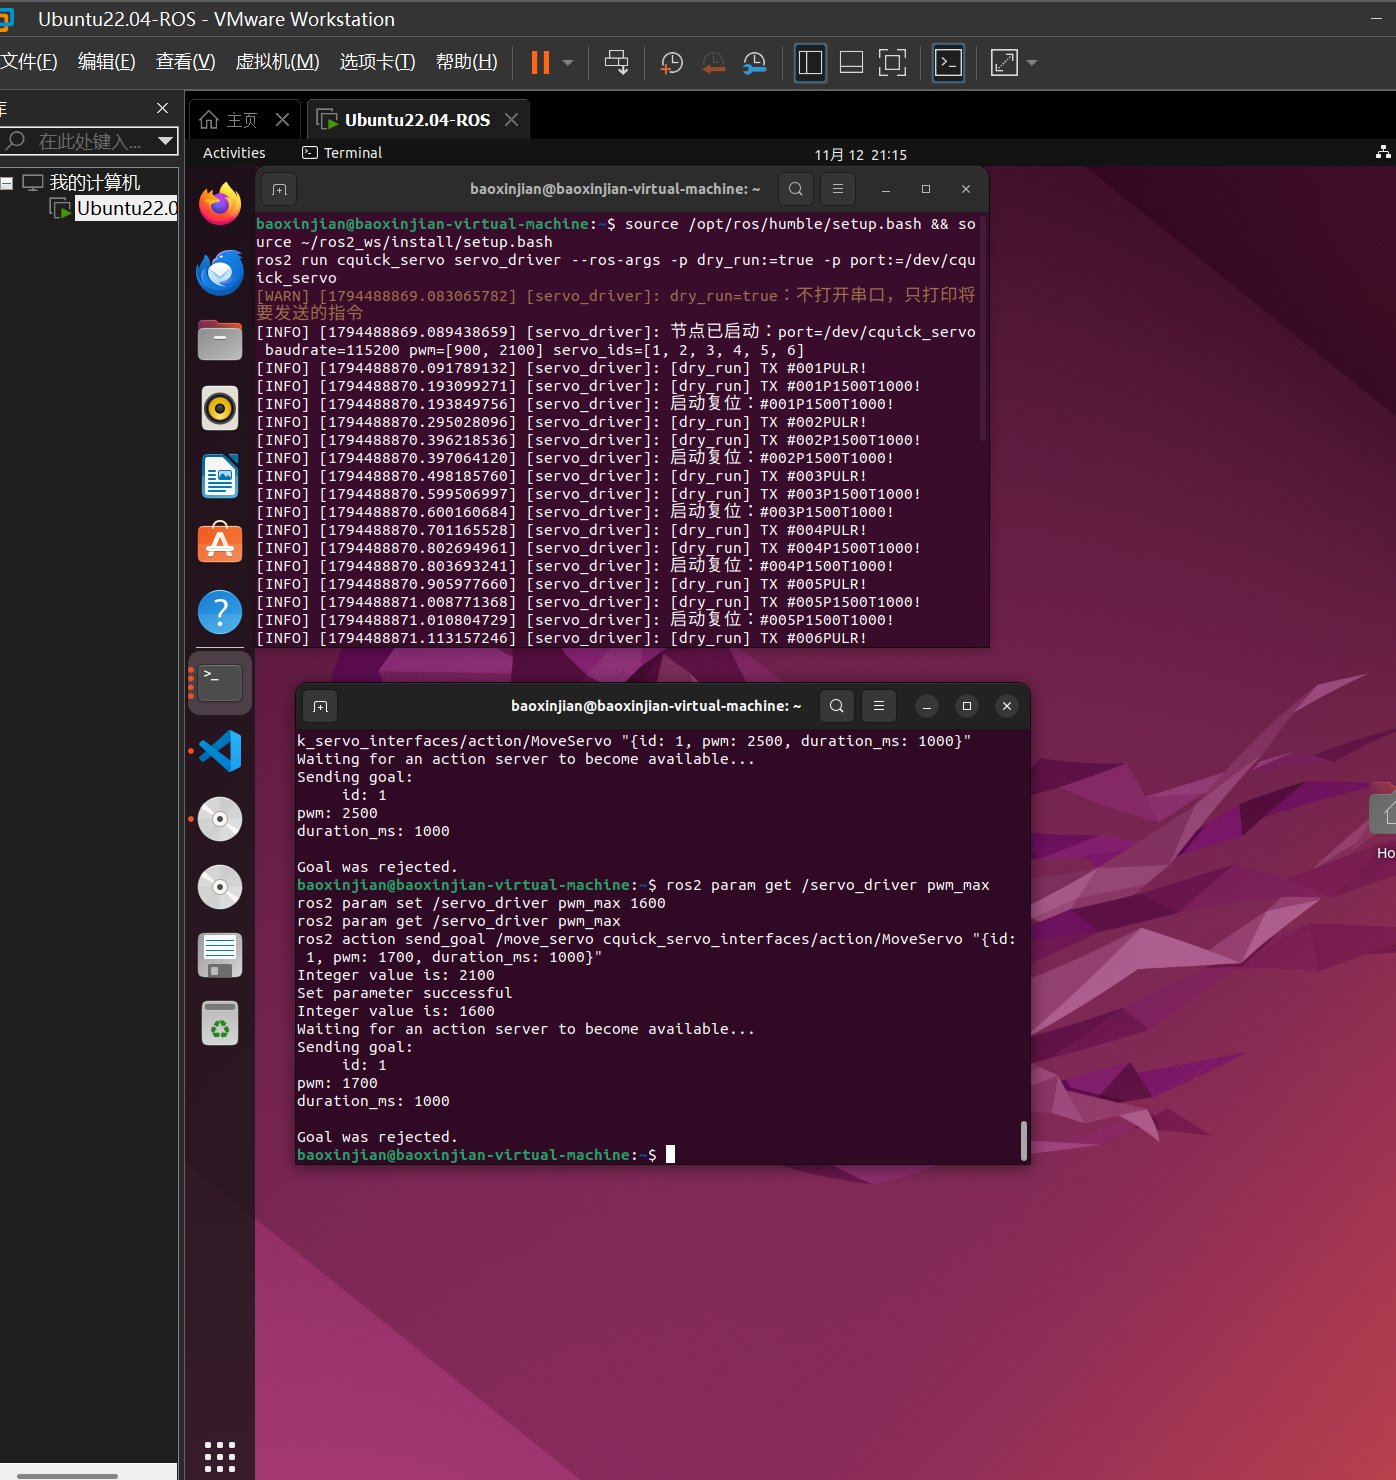 Ubuntu22.04-ROS - VMware Workstation
文件(F) 编辑(E) 查看(V) 虚拟机(M) 选项卡(T) 帮助(H)
库
在此处键入...
我的计算机
Ubuntu22.0
主页
Ubuntu22.04-ROS
Activities
Terminal
11月 12 21:15
baoxinjian@baoxinjian-virtual-machine: ~
baoxinjian@baoxinjian-virtual-machine:~$ source /opt/ros/humble/setup.bash && so
urce ~/ros2_ws/install/setup.bash
ros2 run cquick_servo servo_driver --ros-args -p dry_run:=true -p port:=/dev/cqu
ick_servo
[WARN] [1794488869.083065782] [servo_driver]: dry_run=true：不打开串口，只打印将
要发送的指令
[INFO] [1794488869.089438659] [servo_driver]: 节点已启动：port=/dev/cquick_servo
baudrate=115200 pwm=[900, 2100] servo_ids=[1, 2, 3, 4, 5, 6]
[INFO] [1794488870.091789132] [servo_driver]: [dry_run] TX #001PULR!
[INFO] [1794488870.193099271] [servo_driver]: [dry_run] TX #001P1500T1000!
[INFO] [1794488870.193849756] [servo_driver]: 启动复位：#001P1500T1000!
[INFO] [1794488870.295028096] [servo_driver]: [dry_run] TX #002PULR!
[INFO] [1794488870.396218536] [servo_driver]: [dry_run] TX #002P1500T1000!
[INFO] [1794488870.397064120] [servo_driver]: 启动复位：#002P1500T1000!
[INFO] [1794488870.498185760] [servo_driver]: [dry_run] TX #003PULR!
[INFO] [1794488870.599506997] [servo_driver]: [dry_run] TX #003P1500T1000!
[INFO] [1794488870.600160684] [servo_driver]: 启动复位：#003P1500T1000!
[INFO] [1794488870.701165528] [servo_driver]: [dry_run] TX #004PULR!
[INFO] [1794488870.802694961] [servo_driver]: [dry_run] TX #004P1500T1000!
[INFO] [1794488870.803693241] [servo_driver]: 启动复位：#004P1500T1000!
[INFO] [1794488870.905977660] [servo_driver]: [dry_run] TX #005PULR!
[INFO] [1794488871.008771368] [servo_driver]: [dry_run] TX #005P1500T1000!
[INFO] [1794488871.010804729] [servo_driver]: 启动复位：#005P1500T1000!
[INFO] [1794488871.113157246] [servo_driver]: [dry_run] TX #006PULR!
baoxinjian@baoxinjian-virtual-machine: ~
k_servo_interfaces/action/MoveServo "{id: 1, pwm: 2500, duration_ms: 1000}"
Waiting for an action server to become available...
Sending goal:
id: 1
pwm: 2500
duration_ms: 1000
Goal was rejected.
baoxinjian@baoxinjian-virtual-machine:~$ ros2 param get /servo_driver pwm_max
ros2 param set /servo_driver pwm_max 1600
ros2 param get /servo_driver pwm_max
ros2 action send_goal /move_servo cquick_servo_interfaces/action/MoveServo "{id:
1, pwm: 1700, duration_ms: 1000}"
Integer value is: 2100
Set parameter successful
Integer value is: 1600
Waiting for an action server to become available...
Sending goal:
id: 1
pwm: 1700
duration_ms: 1000
Goal was rejected.
baoxinjian@baoxinjian-virtual-machine:~$
Ho